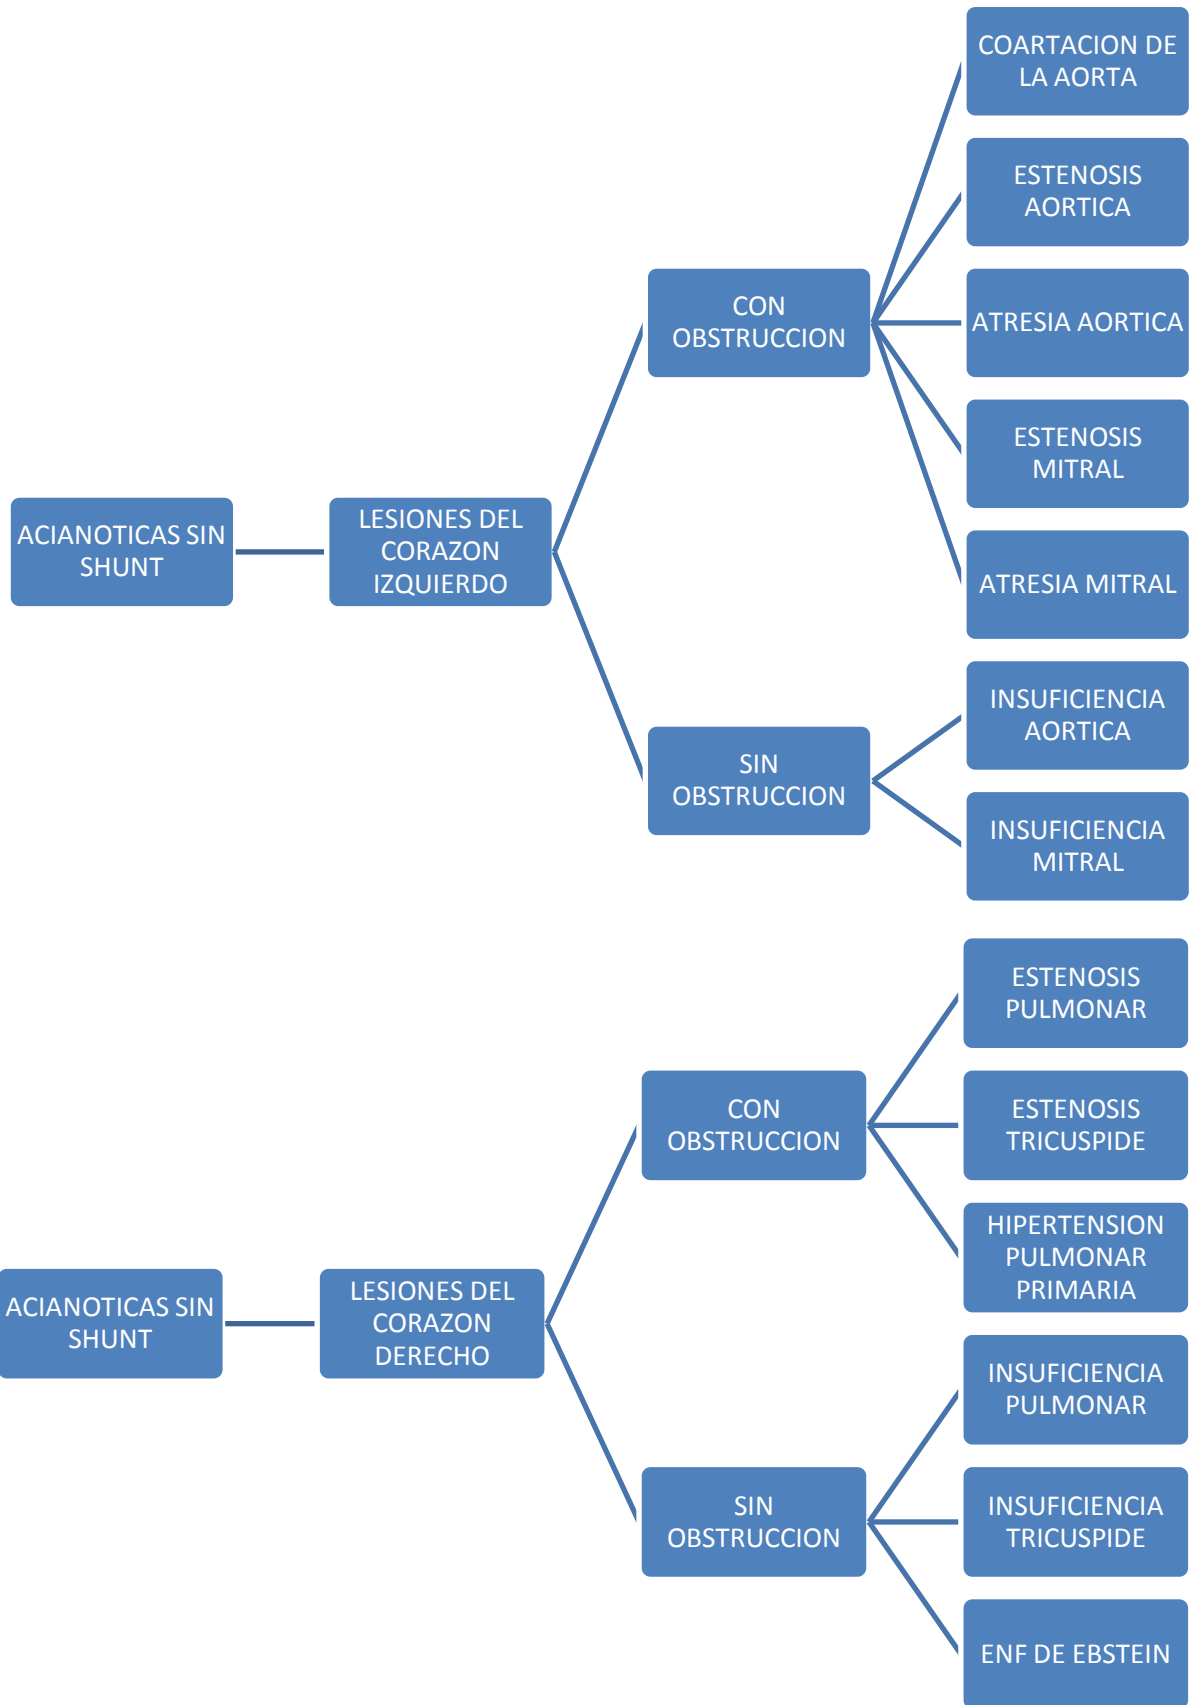 ACIANOTICAS SIN
SHUNT
LESIONES DEL
CORAZON
IZQUIERDO
CON
OBSTRUCCION
COARTACION DE
LA AORTA
ESTENOSIS
AORTICA
ATRESIA AORTICA
ESTENOSIS
MITRAL
ATRESIA MITRAL
SIN
OBSTRUCCION
INSUFICIENCIA
AORTICA
INSUFICIENCIA
MITRAL
ACIANOTICAS SIN
SHUNT
LESIONES DEL
CORAZON
DERECHO
CON
OBSTRUCCION
ESTENOSIS
PULMONAR
ESTENOSIS
TRICUSPIDE
HIPERTENSION
PULMONAR
PRIMARIA
SIN
OBSTRUCCION
INSUFICIENCIA
PULMONAR
INSUFICIENCIA
TRICUSPIDE
ENF DE EBSTEIN